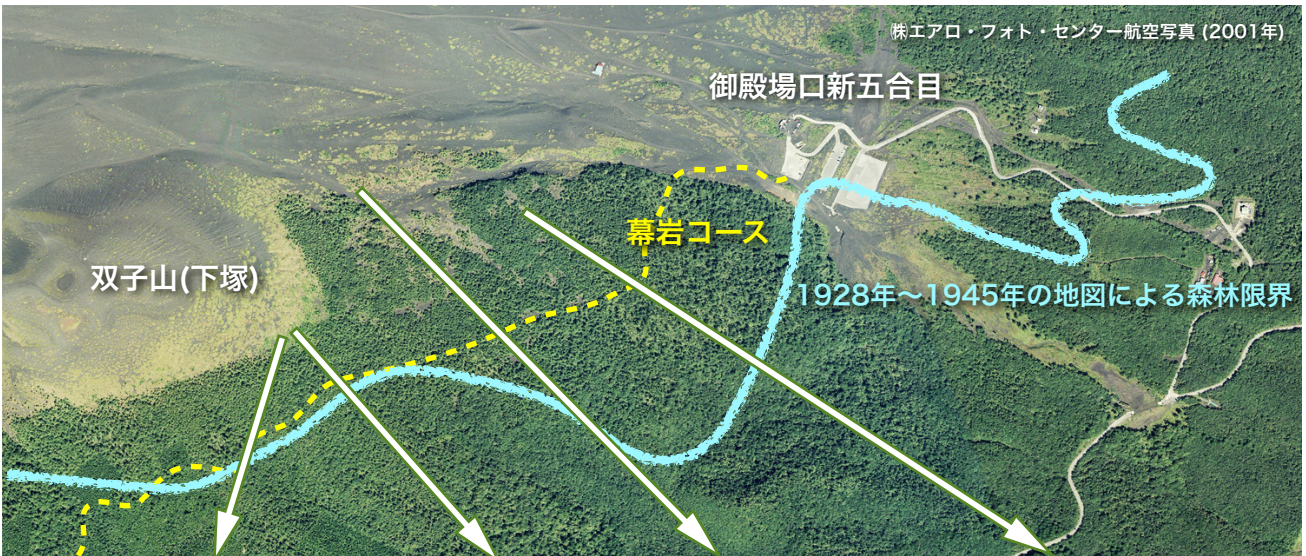 ㈱エアロ・フォト・センター航空写真 (2001年)
御殿場口新五合目
幕岩コース
双子山(下塚)
1928年～1945年の地図による森林限界